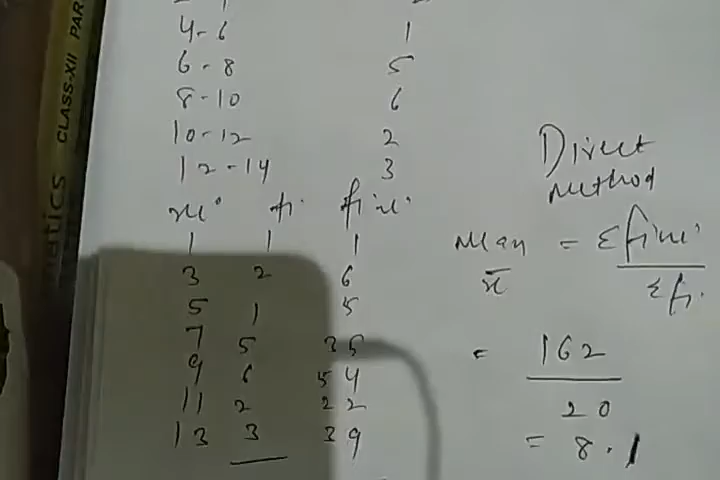 4-6 1
6-8 5
8-10 6
10-12 2
12-14 3
xi fi fixi
1 1 1
3 2 6
5 1 5
7 5 35
9 6 54
11 2 22
13 3 39
Direct
Method
Mean x̄ = Σfixi / Σfi
= 162 / 20
= 8.1
CLASS-XII PAR
atics